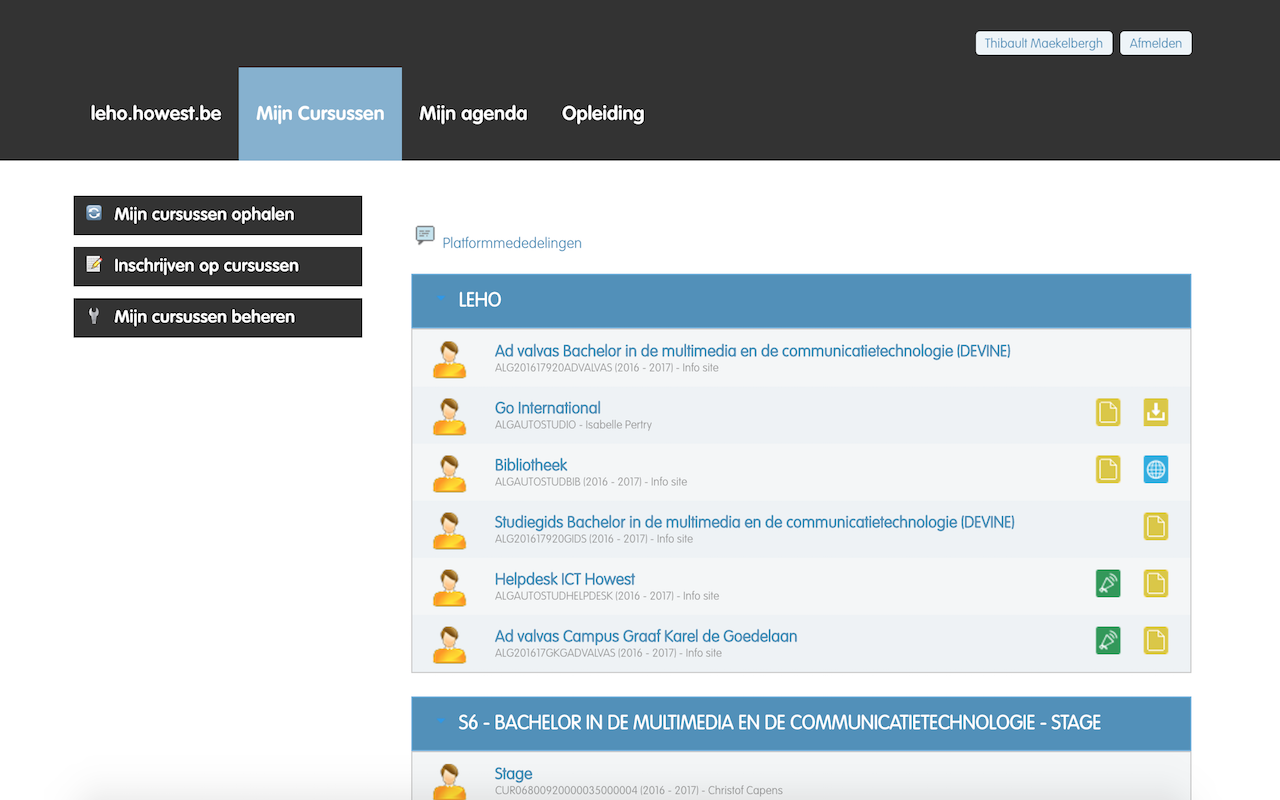 Thibault Maekelbergh
Afmelden
leho.howest.be
Mijn Cursussen
Mijn agenda
Opleiding
Mijn cursussen ophalen
Inschrijven op cursussen
Mijn cursussen beheren
Platformmededelingen
LEHO
Ad valvas Bachelor in de multimedia en de communicatietechnologie (DEVINE)
ALG201617920ADVALVAS (2016 - 2017) - Info site
Go International
ALGAUTOSTUDIO - Isabelle Pertry
Bibliotheek
ALGAUTOSTUDBIB (2016 - 2017) - Info site
Studiegids Bachelor in de multimedia en de communicatietechnologie (DEVINE)
ALG201617920GIDS (2016 - 2017) - Info site
Helpdesk ICT Howest
ALGAUTOSTUDHELPDESK (2016 - 2017) - Info site
Ad valvas Campus Graaf Karel de Goedelaan
ALG201617GKGADVALVAS (2016 - 2017) - Info site
S6 - BACHELOR IN DE MULTIMEDIA EN DE COMMUNICATIETECHNOLOGIE - STAGE
Stage
CUR06800920000035000004 (2016 - 2017) - Christof Capens